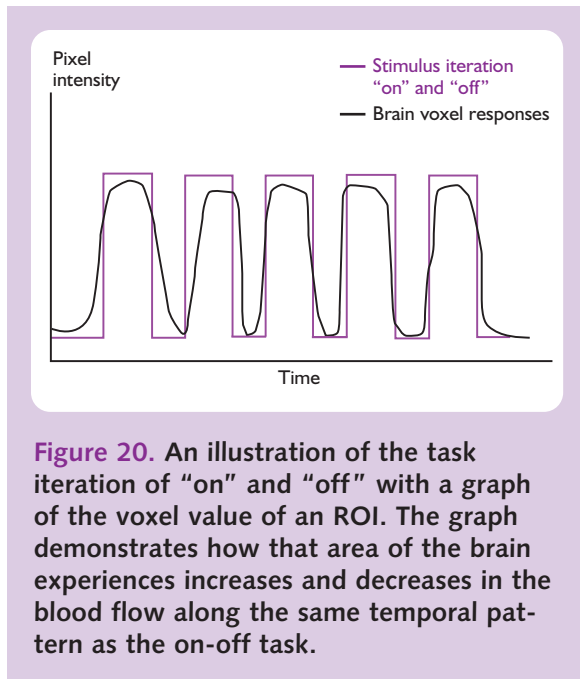 Pixel
intensity
Stimulus iteration
“on” and “off”
Brain voxel responses
Time
Figure 20. An illustration of the task
iteration of “on” and “off” with a graph
of the voxel value of an ROI. The graph
demonstrates how that area of the brain
experiences increases and decreases in the
blood flow along the same temporal pat-
tern as the on-off task.